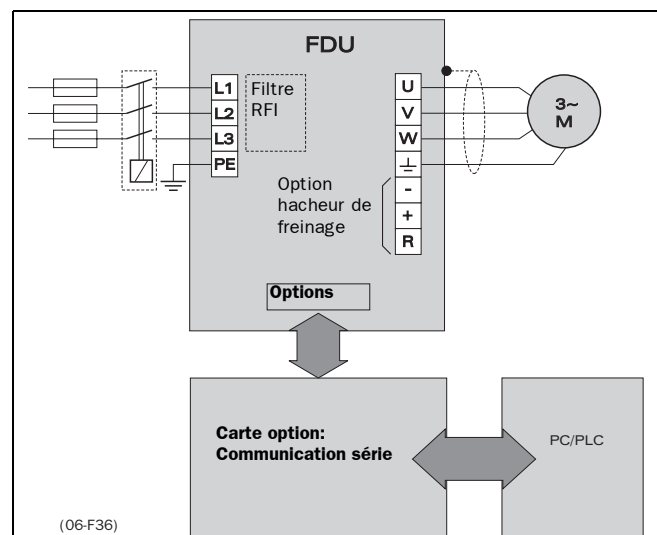 FDU
L1
L2
L3
PE
Filtre
RFI
U
V
W
-
+
R
3~
M
Option
hacheur de
freinage
Options
Carte option:
Communication série
PC/PLC
(06-F36)